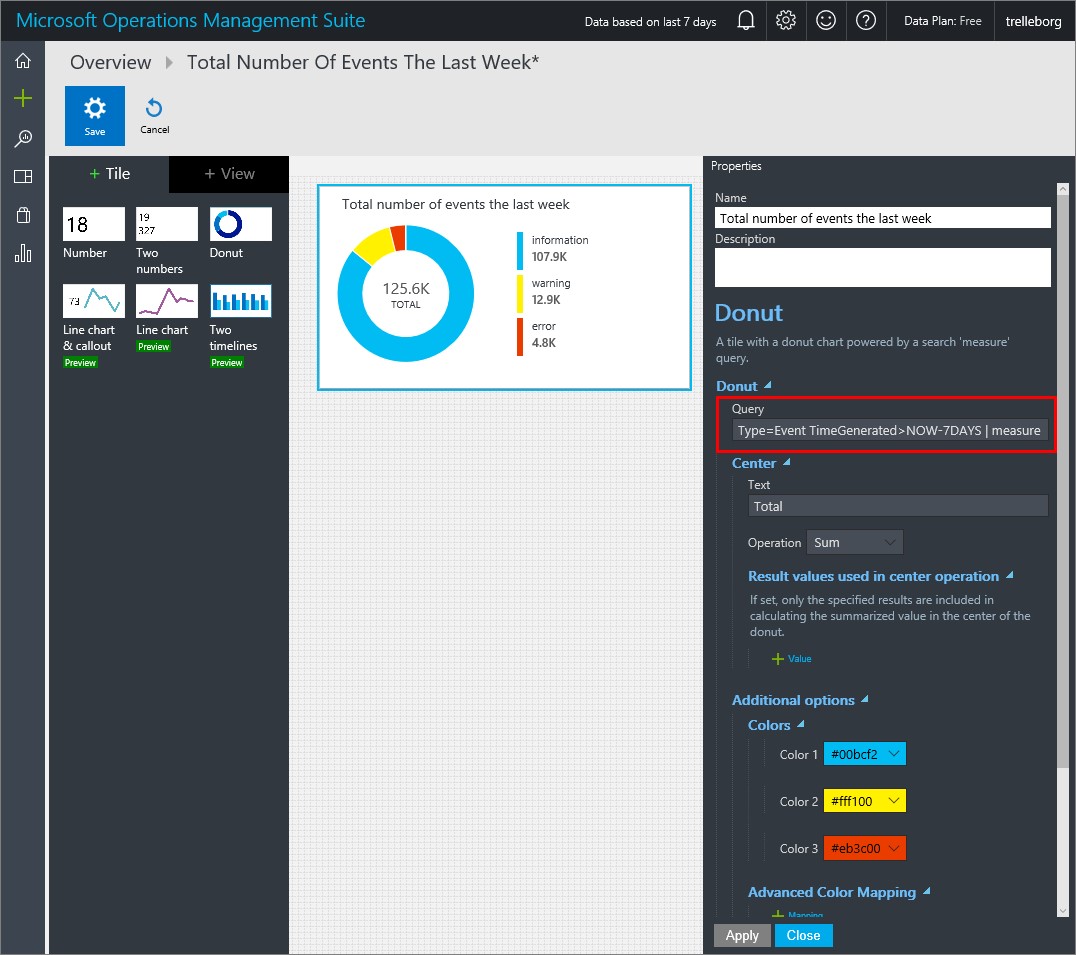 Microsoft Operations Management Suite
Data based on last 7 days
Data Plan: Free
trelleborg
Overview
Total Number Of Events The Last Week*
Save
Cancel
+ Tile
+ View
18
Number
19
327
Two
numbers
Donut
73
Line chart
& callout
Preview
Line chart
Preview
Two
timelines
Preview
Total number of events the last week
125.6K
TOTAL
information
107.9K
warning
12.9K
error
4.8K
Properties
Name
Total number of events the last week
Description
Donut
A tile with a donut chart powered by a search 'measure'
query.
Donut
Query
Type=Event TimeGenerated>NOW-7DAYS | measure
Center
Text
Total
Operation
Sum
Result values used in center operation
If set, only the specified results are included in
calculating the summarized value in the center of the
donut.
+ Value
Additional options
Colors
Color 1 #00bcf2
Color 2 #fff100
Color 3 #eb3c00
Advanced Color Mapping
+ Mapping
Apply
Close